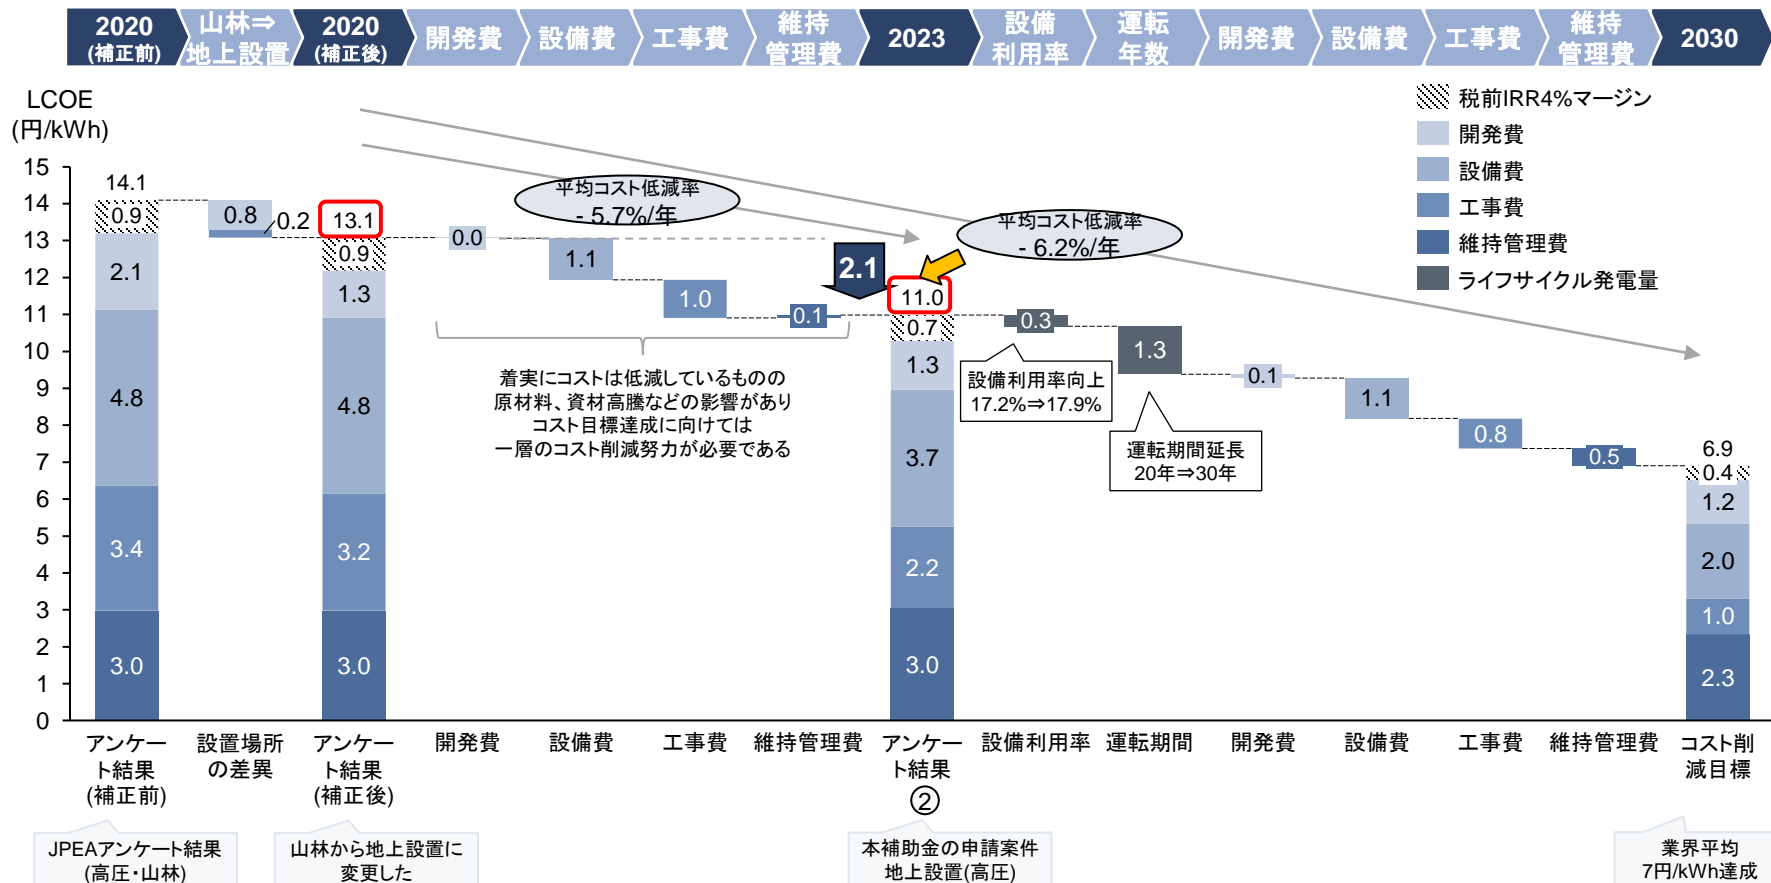 2020
(補正前)
山林⇒
地上設置
2020
(補正後)
開発費
設備費
工事費
維持
管理費
2023
設備
利用率
運転
年数
開発費
設備費
工事費
維持
管理費
2030
LCOE
(円/kWh)
税前IRR4%マージン
開発費
設備費
工事費
維持管理費
ライフサイクル発電量
平均コスト低減率
- 5.7%/年
平均コスト低減率
- 6.2%/年
15
14
13
12
11
10
9
8
7
6
5
4
3
2
1
0
14.1
0.9
2.1
4.8
3.4
3.0
0.8
0.2
13.1
0.9
1.3
4.8
3.2
3.0
0.0
1.1
1.0
0.1
2.1
11.0
0.7
1.3
3.7
2.2
3.0
0.3
1.3
0.1
1.1
0.8
0.5
6.9
0.4
1.2
2.0
1.0
2.3
着実にコストは低減しているものの
原材料、資材高騰などの影響があり
コスト目標達成に向けては
一層のコスト削減努力が必要である
設備利用率向上
17.2%⇒17.9%
運転期間延長
20年⇒30年
アンケー
ト結果
(補正前)
設置場所
の差異
アンケー
ト結果
(補正後)
開発費
設備費
工事費
維持管理費
アンケー
ト結果
②
設備利用率
運転期間
開発費
設備費
工事費
維持管理費
コスト削
減目標
JPEAアンケート結果
(高圧・山林)
山林から地上設置に
変更した
本補助金の申請案件
地上設置(高圧)
業界平均
7円/kWh達成